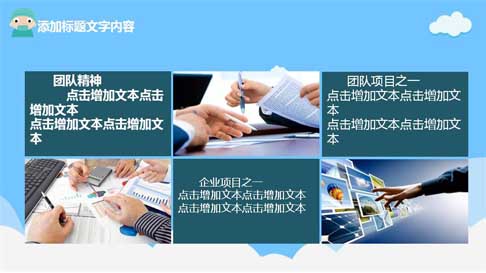 添加标题文字内容
团队精神
点击增加文本点击
增加文本
点击增加文本点击增加文
本
团队项目之一
点击增加文本点击增加文
本
点击增加文本点击增加文
本
企业项目之一
点击增加文本点击增加文本
点击增加文本点击增加文本